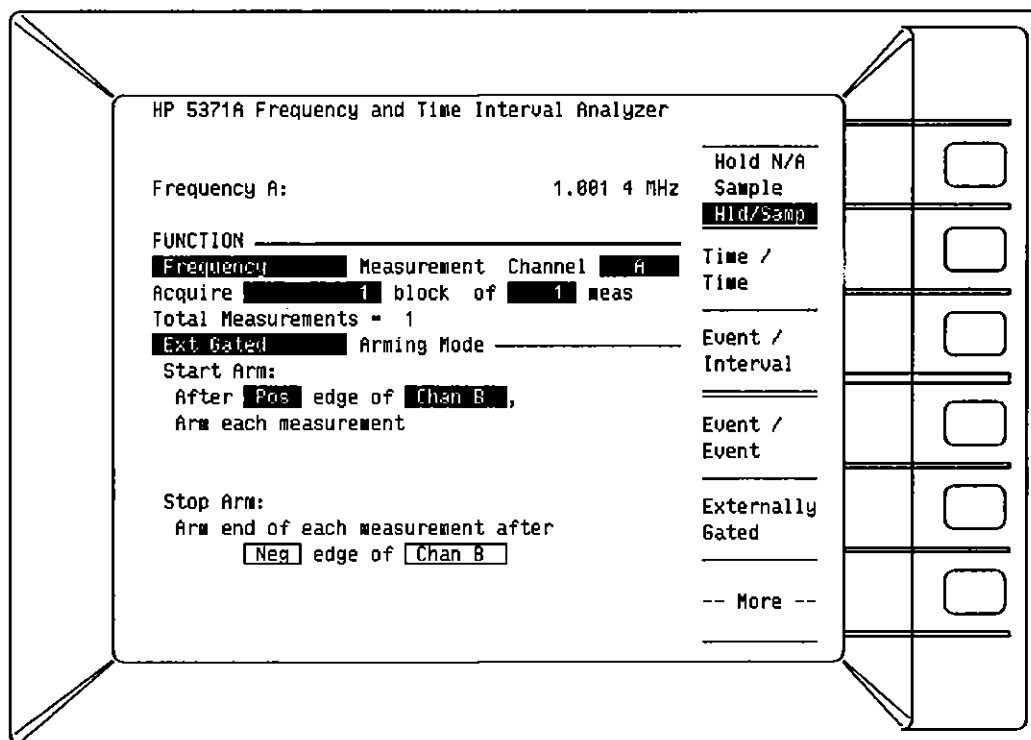 HP 5371A Frequency and Time Interval Analyzer
Frequency A: 1.001 4 MHz
FUNCTION
Frequency Measurement Channel A
Acquire 1 block of 1 meas
Total Measurements = 1
Ext Gated Arming Mode
Start Arm:
After Pos edge of Chan B ,
Arm each measurement
Stop Arm:
Arm end of each measurement after
Neg edge of Chan B
Hold N/A
Sample
Hld/Samp
Time /
Time
Event /
Interval
Event /
Event
Externally
Gated
-- More --